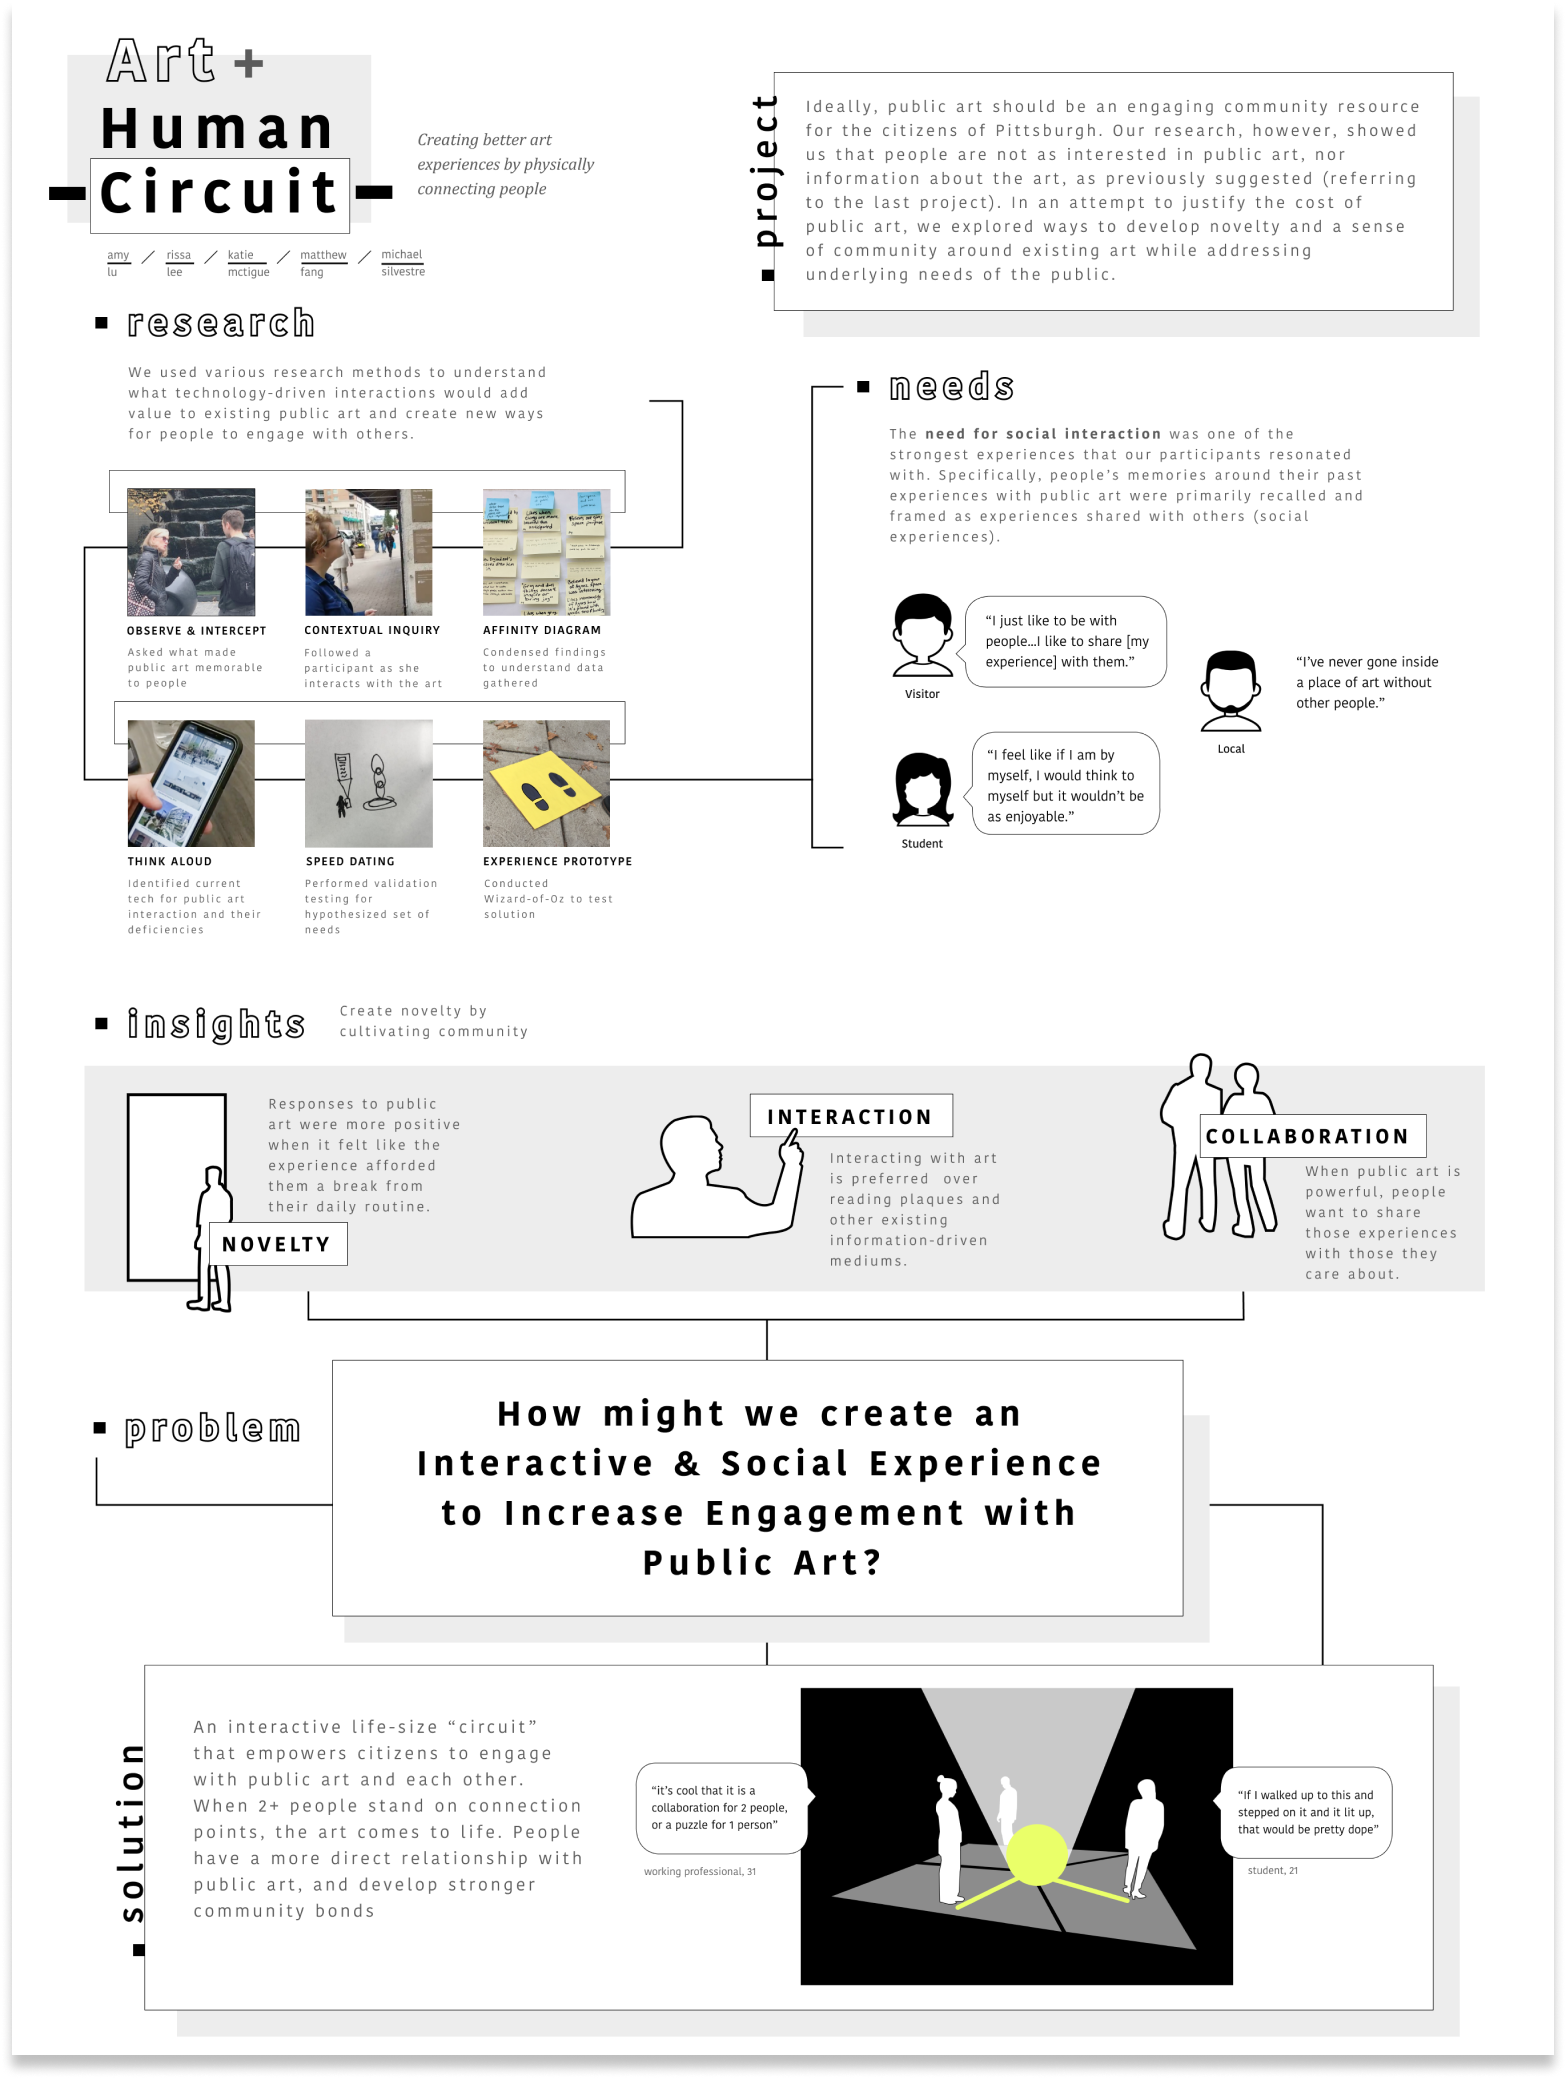 Art +
Human
Circuit
Creating better art
experiences by physically
connecting people
amy
lu
rissa
lee
katie
mctigue
matthew
fang
michael
silvestre
project
Ideally, public art should be an engaging community resource
for the citizens of Pittsburgh. Our research, however, showed
us that people are not as interested in public art, nor
information about the art, as previously suggested (referring
to the last project). In an attempt to justify the cost of
public art, we explored ways to develop novelty and a sense
of community around existing art while addressing
underlying needs of the public.
research
We used various research methods to understand
what technology-driven interactions would add
value to existing public art and create new ways
for people to engage with others.
OBSERVE & INTERCEPT
Asked what made
public art memorable
to people
CONTEXTUAL INQUIRY
Followed a
participant as she
interacts with the art
AFFINITY DIAGRAM
Condensed findings
to understand data
gathered
THINK ALOUD
Identified current
tech for public art
interaction and their
deficiencies
SPEED DATING
Performed validation
testing for
hypothesized set of
needs
EXPERIENCE PROTOTYPE
Conducted
Wizard-of-Oz to test
solution
needs
The need for social interaction was one of the
strongest experiences that our participants resonated
with. Specifically, people’s memories around their past
experiences with public art were primarily recalled and
framed as experiences shared with others (social
experiences).
“I just like to be with
people...I like to share [my
experience] with them.”
Visitor
“I’ve never gone inside
a place of art without
other people.”
Local
“I feel like if I am by
myself, I would think to
myself but it wouldn’t be
as enjoyable.”
Student
insights
Create novelty by
cultivating community
Responses to public
art were more positive
when it felt like the
experience afforded
them a break from
their daily routine.
NOVELTY
INTERACTION
Interacting with art
is preferred over
reading plaques and
other existing
information-driven
mediums.
COLLABORATION
When public art is
powerful, people
want to share
those experiences
with those they
care about.
problem
How might we create an
Interactive & Social Experience
to Increase Engagement with
Public Art?
solution
An interactive life-size “circuit”
that empowers citizens to engage
with public art and each other.
When 2+ people stand on connection
points, the art comes to life. People
have a more direct relationship with
public art, and develop stronger
community bonds
“it’s cool that it is a
collaboration for 2 people,
or a puzzle for 1 person”
working professional, 31
“If I walked up to this and
stepped on it and it lit up,
that would be pretty dope”
student, 21